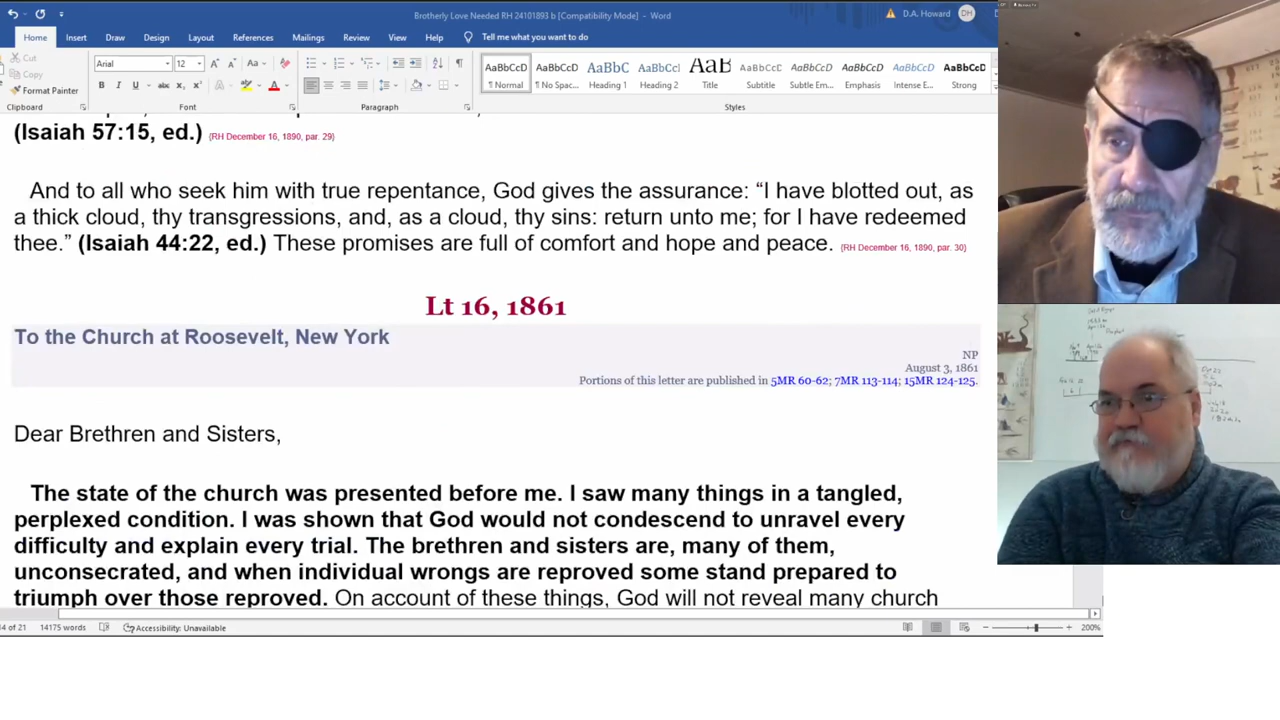 Brotherly Love Needed RH 24101893 b [Compatibility Mode] - Word
D.A. Howard
DH
Home Insert Draw Design Layout References Mailings Review View Help Tell me what you want to do
Cut
Copy
Format Painter
Arial 12
AaBbCcD AaBbCcD AaBbC AaBbCcI AaB AaBbCcD AaBbCcD AaBbCcD AaBbCcD AaBbCcD
¶ Normal ¶ No Spac... Heading 1 Heading 2 Title Subtitle Subtle Em... Emphasis Intense E... Strong
Clipboard Font Paragraph Styles
(Isaiah 57:15, ed.) {RH December 16, 1890, par. 29}
And to all who seek him with true repentance, God gives the assurance: “I have blotted out, as
a thick cloud, thy transgressions, and, as a cloud, thy sins: return unto me; for I have redeemed
thee.” (Isaiah 44:22, ed.) These promises are full of comfort and hope and peace. {RH December 16, 1890, par. 30}
Lt 16, 1861
To the Church at Roosevelt, New York
NP
August 3, 1861
Portions of this letter are published in 5MR 60-62; 7MR 113-114; 15MR 124-125.
Dear Brethren and Sisters,
The state of the church was presented before me. I saw many things in a tangled,
perplexed condition. I was shown that God would not condescend to unravel every
difficulty and explain every trial. The brethren and sisters are, many of them,
unconsecrated, and when individual wrongs are reproved some stand prepared to
triumph over those reproved. On account of these things, God will not reveal many church
14 of 21 14175 words Accessibility: Unavailable 200%